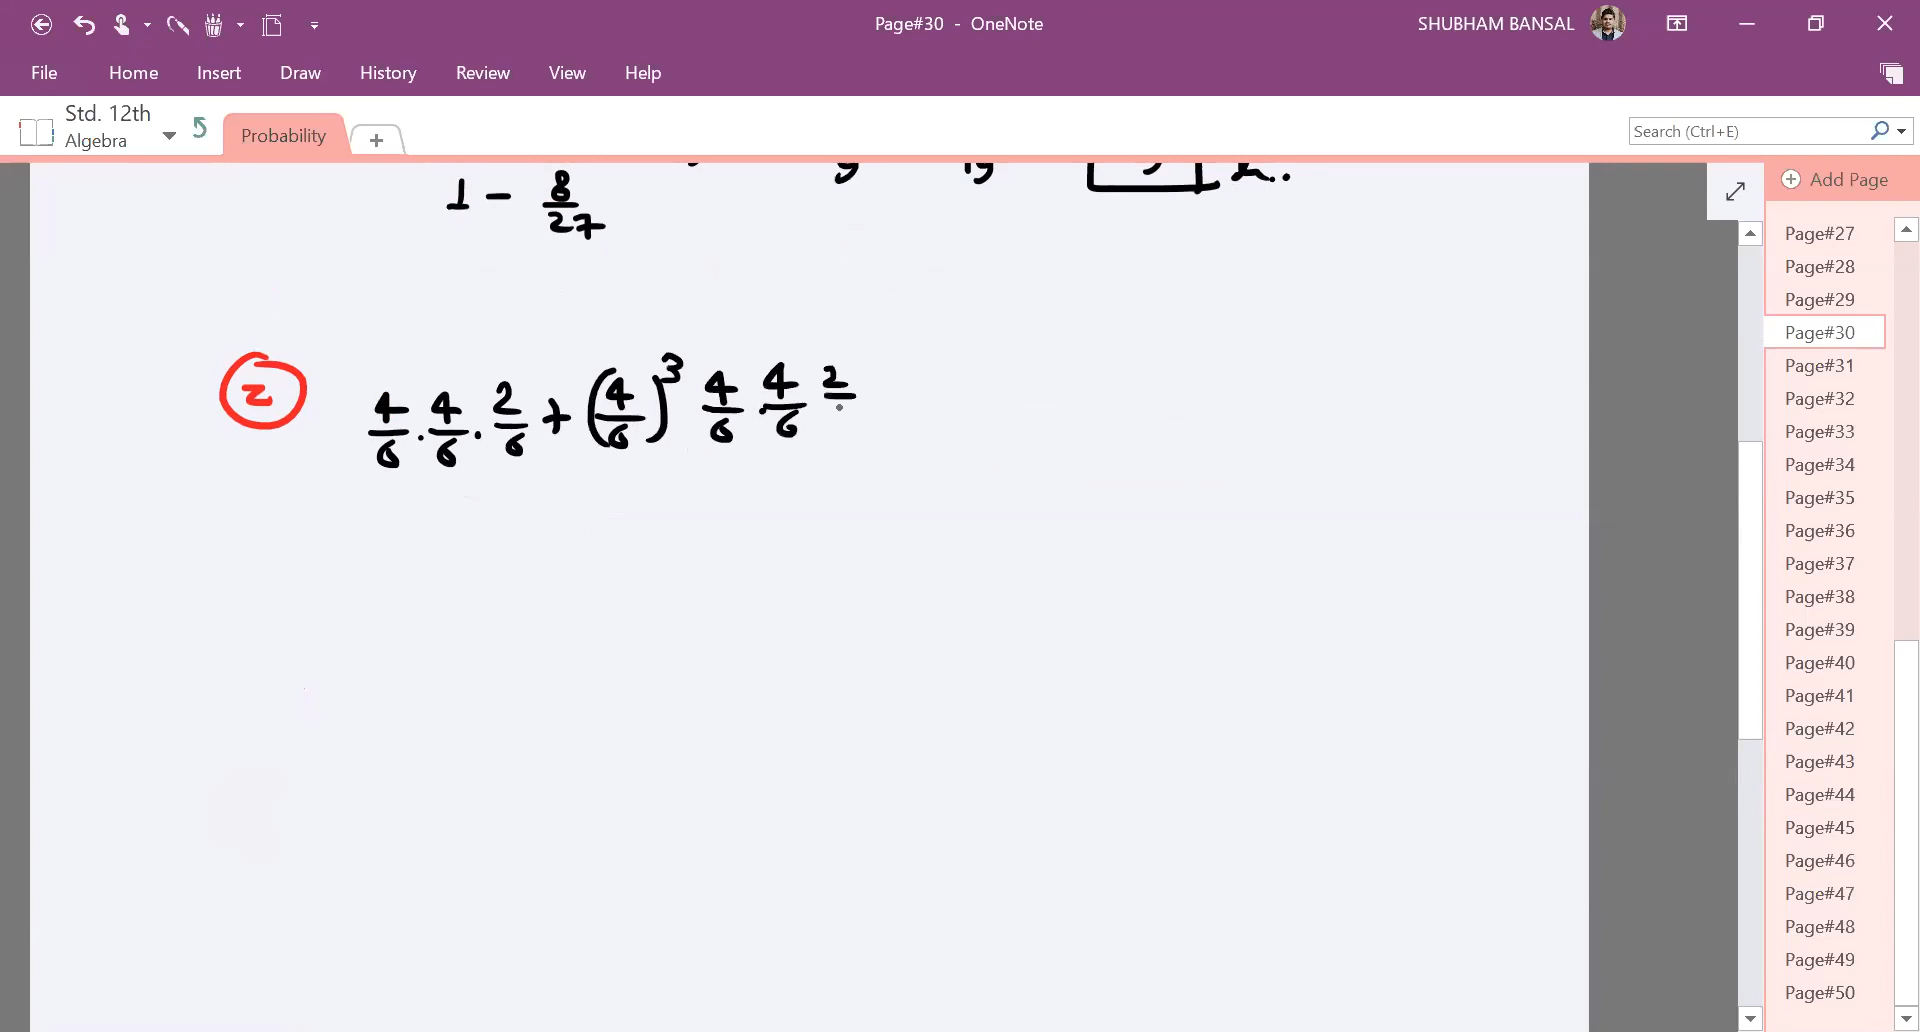 Page#30 - OneNote
SHUBHAM BANSAL
File Home Insert Draw History Review View Help
Std. 12th
Algebra
Probability
+
Search (Ctrl+E)
Add Page
1 - 8/27
Z 4/6 . 4/6 . 2/6 + (4/6)^3 4/6 . 4/6 2/
Page#27
Page#28
Page#29
Page#30
Page#31
Page#32
Page#33
Page#34
Page#35
Page#36
Page#37
Page#38
Page#39
Page#40
Page#41
Page#42
Page#43
Page#44
Page#45
Page#46
Page#47
Page#48
Page#49
Page#50